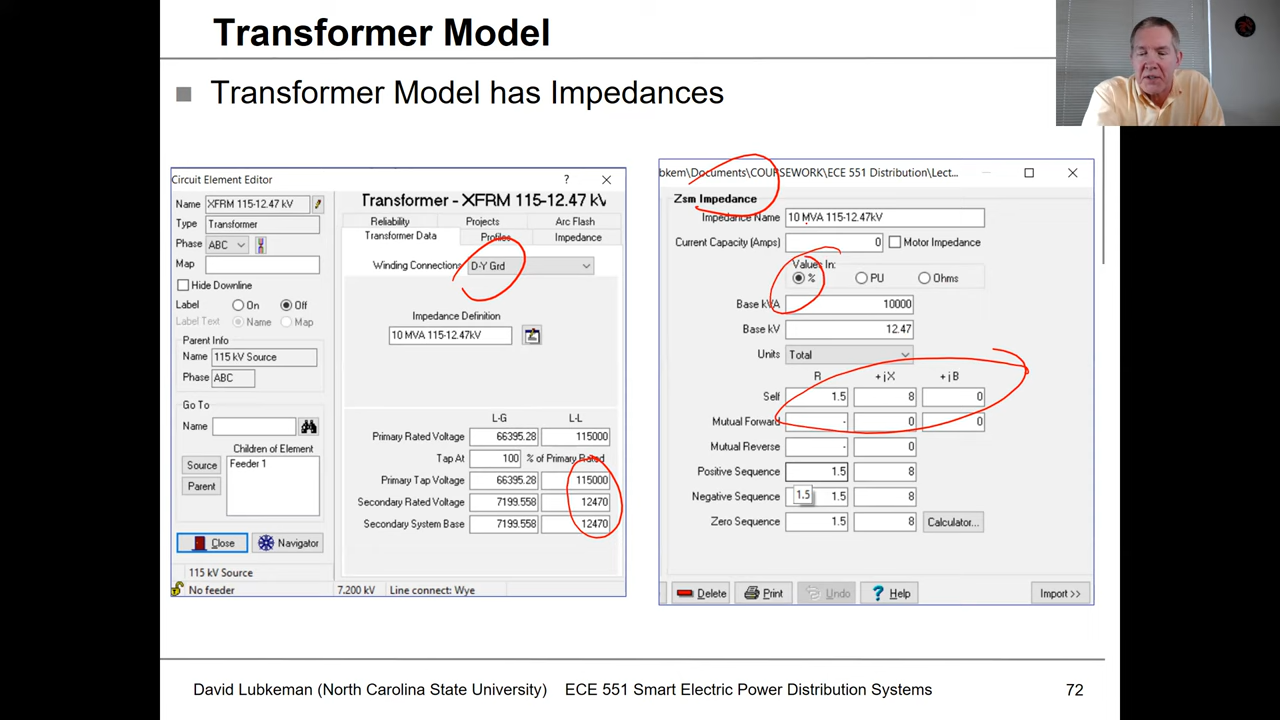 Transformer Model
Transformer Model has Impedances
Circuit Element Editor ?
Name XFRM 115-12.47 kV
Type Transformer
Phase ABC
Map
Hide Downline
Label On Off
Label Text Name Map
Parent Info
Name 115 kV Source
Phase ABC
Go To
Name
Children of Element
Source
Parent
Feeder 1
Close Navigator
115 kV Source
No feeder 7.200 kV Line connect: Wye
Transformer - XFRM 115-12.47 kV
Reliability Projects Arc Flash
Transformer Data Profiles Impedance
Winding Connections D-Y Grd
Impedance Definition
10 MVA 115-12.47kV
L-G L-L
Primary Rated Voltage 66395.28 115000
Tap At 100 % of Primary Rated
Primary Tap Voltage 66395.28 115000
Secondary Rated Voltage 7199.558 12470
Secondary System Base 7199.558 12470
bkem\Documents\COURSEWORK\ECE 551 Distribution\Lect...
Zsm Impedance
Impedance Name 10 MVA 115-12.47kV
Current Capacity (Amps) 0 Motor Impedance
Values In:
% PU Ohms
Base kVA 10000
Base kV 12.47
Units Total
R +jX +jB
Self 1.5 8 0
Mutual Forward - 0 0
Mutual Reverse - 0
Positive Sequence 1.5 8
Negative Sequence 1.5 8
1.5
Zero Sequence 1.5 8 Calculator...
Delete Print Undo ? Help Import >>
David Lubkeman (North Carolina State University) ECE 551 Smart Electric Power Distribution Systems 72